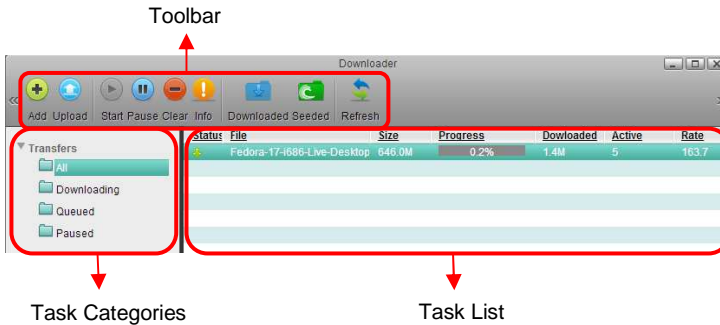 Toolbar
Downloader
Add Upload Start Pause Clear Info Downloaded Seeded Refresh
Status File Size Progress Dowloaded Active Rate
Transfers
Fedora-17-i686-Live-Desktop 646.0M 0.2% 1.4M 5 163.7
All
Downloading
Queued
Paused
Task Categories
Task List